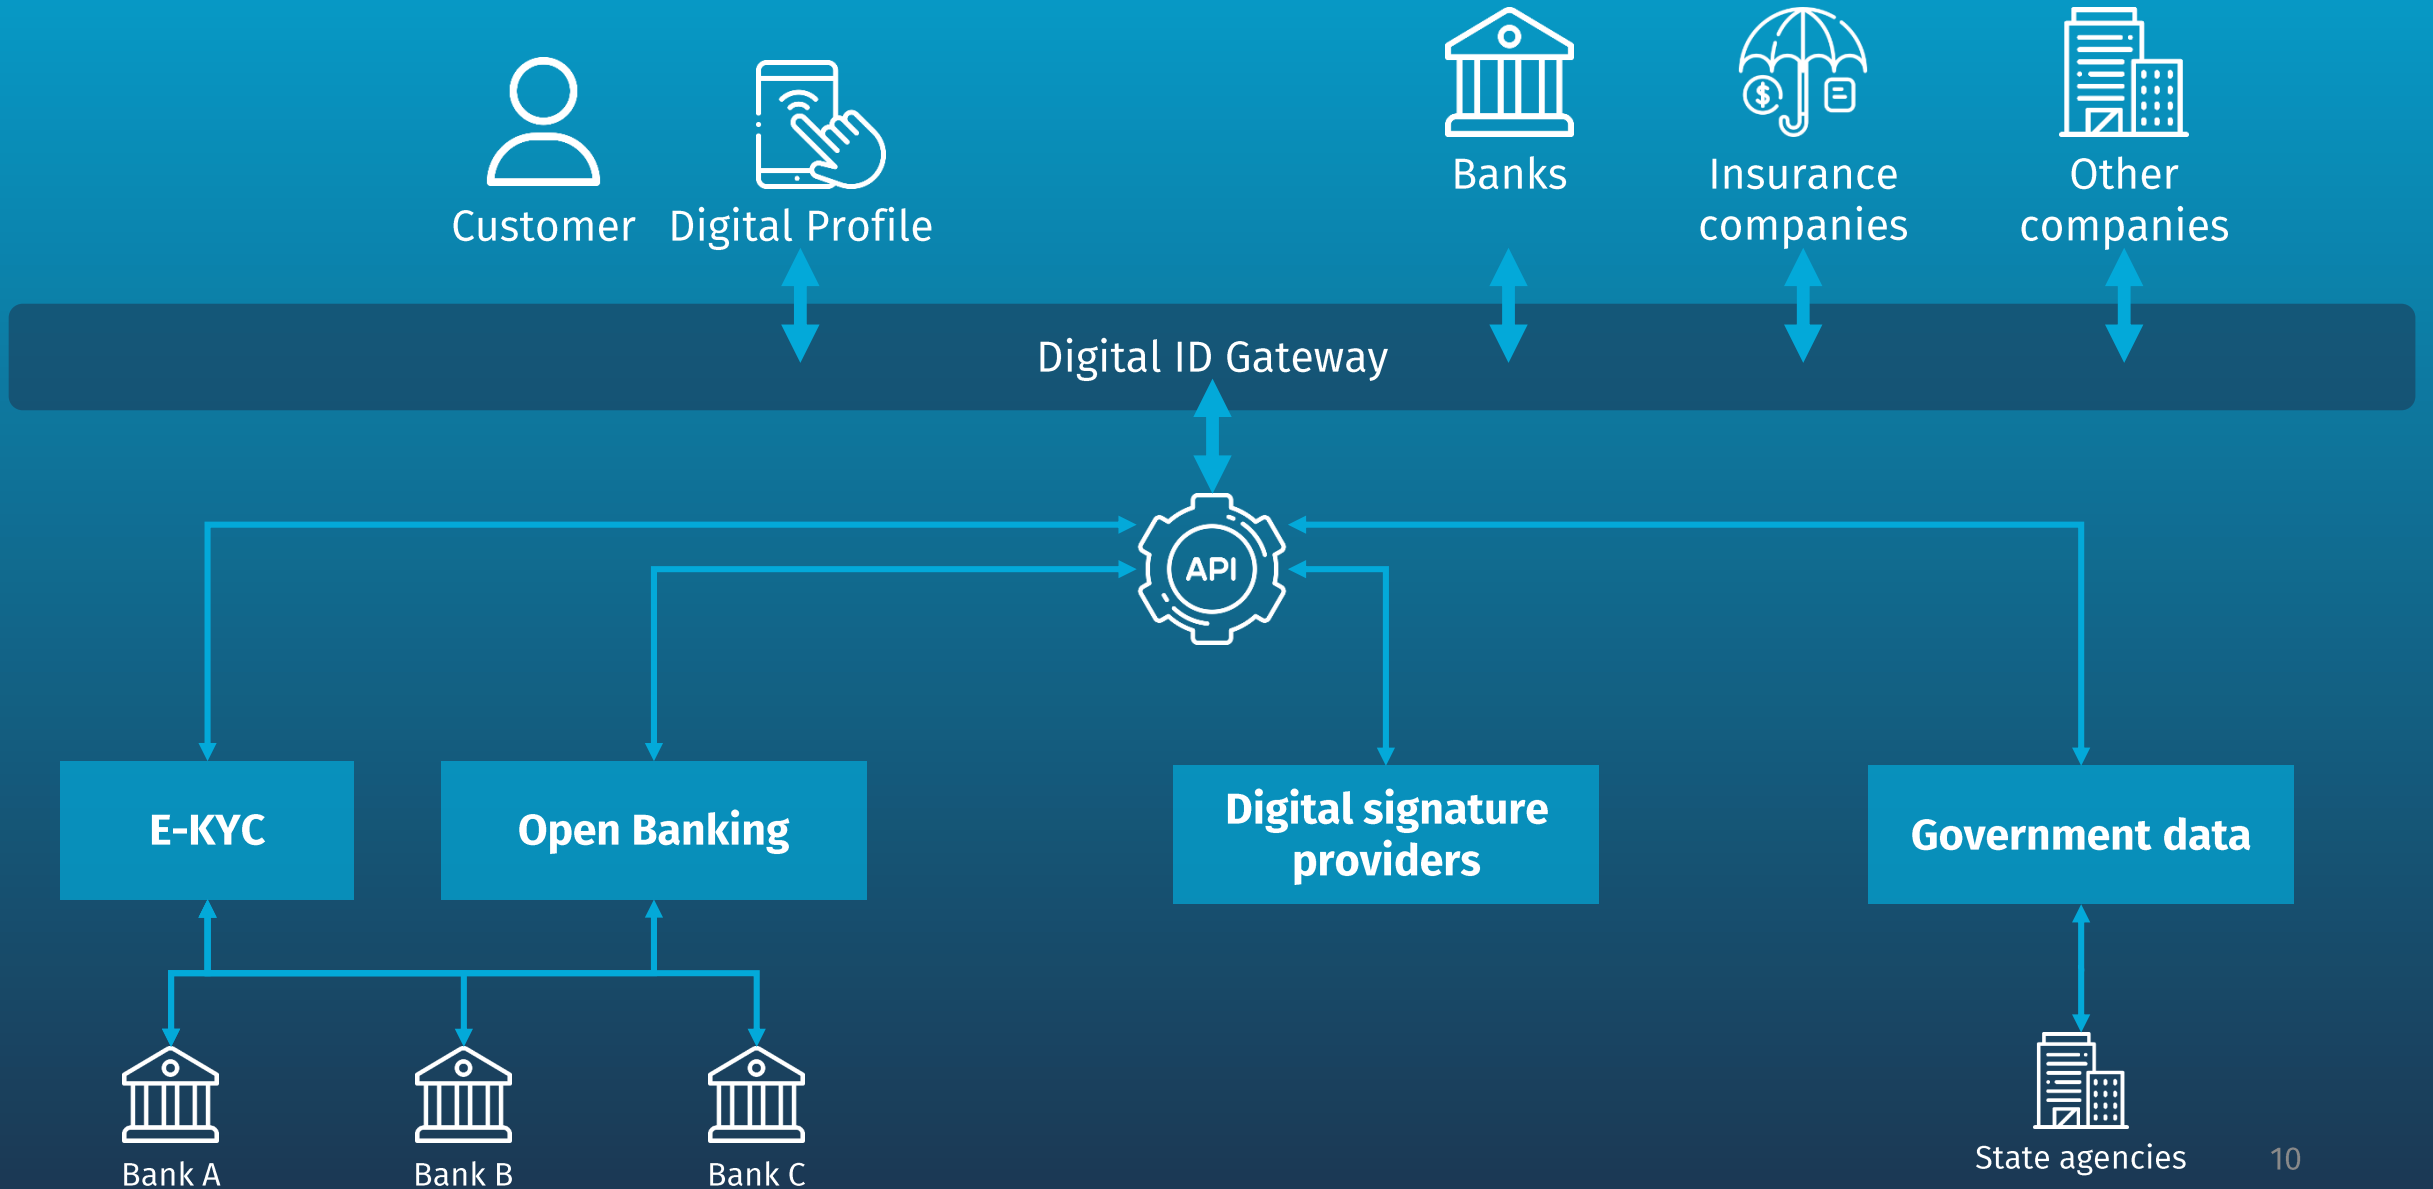 Customer
Digital Profile
Banks
Insurance
companies
Other
companies
Digital ID Gateway
API
E-KYC
Open Banking
Digital signature
providers
Government data
Bank A
Bank B
Bank C
State agencies
10